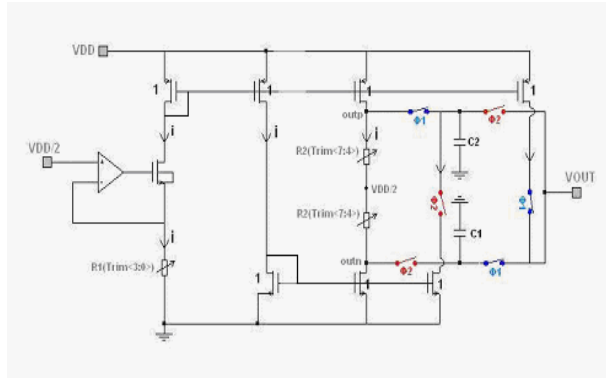 VDD
1
1
1
1
outp
Φ1
Φ2
i
i
i
C2
VDD/2
R2(Trim<7:4>)
VDD/2
VOUT
Φ2
Φ1
R2(Trim<7:4>)
C1
i
R1(Trim<3:0>)
outn
Φ2
Φ1
1
1
1